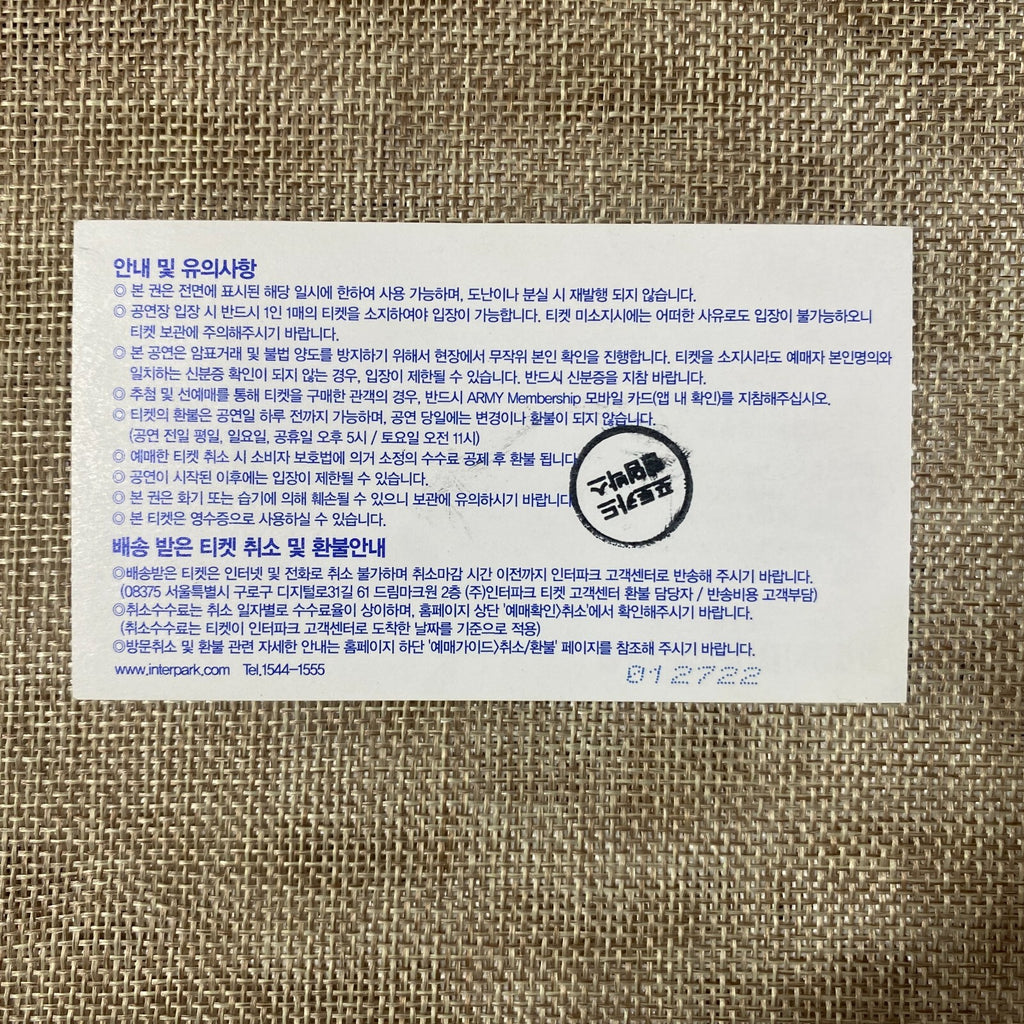 안내 및 유의사항
◎ 본 권은 전면에 표시된 해당 일시에 한하여 사용 가능하며, 도난이나 분실 시 재발행 되지 않습니다.
◎ 공연장 입장 시 반드시 1인 1매의 티켓을 소지하여야 입장이 가능합니다. 티켓 미소지시에는 어떠한 사유로도 입장이 불가능하오니
티켓 보관에 주의해주시기 바랍니다.
◎ 본 공연은 암표거래 및 불법 양도를 방지하기 위해서 현장에서 무작위 본인 확인을 진행합니다. 티켓을 소지시라도 예매자 본인명의와
일치하는 신분증 확인이 되지 않는 경우, 입장이 제한될 수 있습니다. 반드시 신분증을 지참 바랍니다.
◎ 추첨 및 선예매를 통해 티켓을 구매한 관객의 경우, 반드시 ARMY Membership 모바일 카드(앱 내 확인)를 지참해주십시오.
◎ 티켓의 환불은 공연일 하루 전까지 가능하며, 공연 당일에는 변경이나 환불이 되지 않습니다.
(공연 전일 평일, 일요일, 공휴일 오후 5시 / 토요일 오전 11시)
◎ 예매한 티켓 취소 시 소비자 보호법에 의거 소정의 수수료 공제 후 환불 됩니다.
◎ 공연이 시작된 이후에는 입장이 제한될 수 있습니다.
◎ 본 권은 화기 또는 습기에 의해 훼손될 수 있으니 보관에 유의하시기 바랍니다.
◎ 본 티켓은 영수증으로 사용하실 수 있습니다.
포토카드
랩핑박스
배송 받은 티켓 취소 및 환불안내
◎배송받은 티켓은 인터넷 및 전화로 취소 불가하며 취소마감 시간 이전까지 인터파크 고객센터로 반송해 주시기 바랍니다.
(08375 서울특별시 구로구 디지털로31길 61 드림마크원 2층 (주)인터파크 티켓 고객센터 환불 담당자 / 반송비용 고객부담)
◎취소수수료는 취소 일자별로 수수료율이 상이하며, 홈페이지 상단 '예매확인>취소'에서 확인해주시기 바랍니다.
(취소수수료는 티켓이 인터파크 고객센터로 도착한 날짜를 기준으로 적용)
◎방문취소 및 환불 관련 자세한 안내는 홈페이지 하단 '예매가이드>취소/환불' 페이지를 참조해 주시기 바랍니다.
www.interpark.com Tel.1544-1555
012722